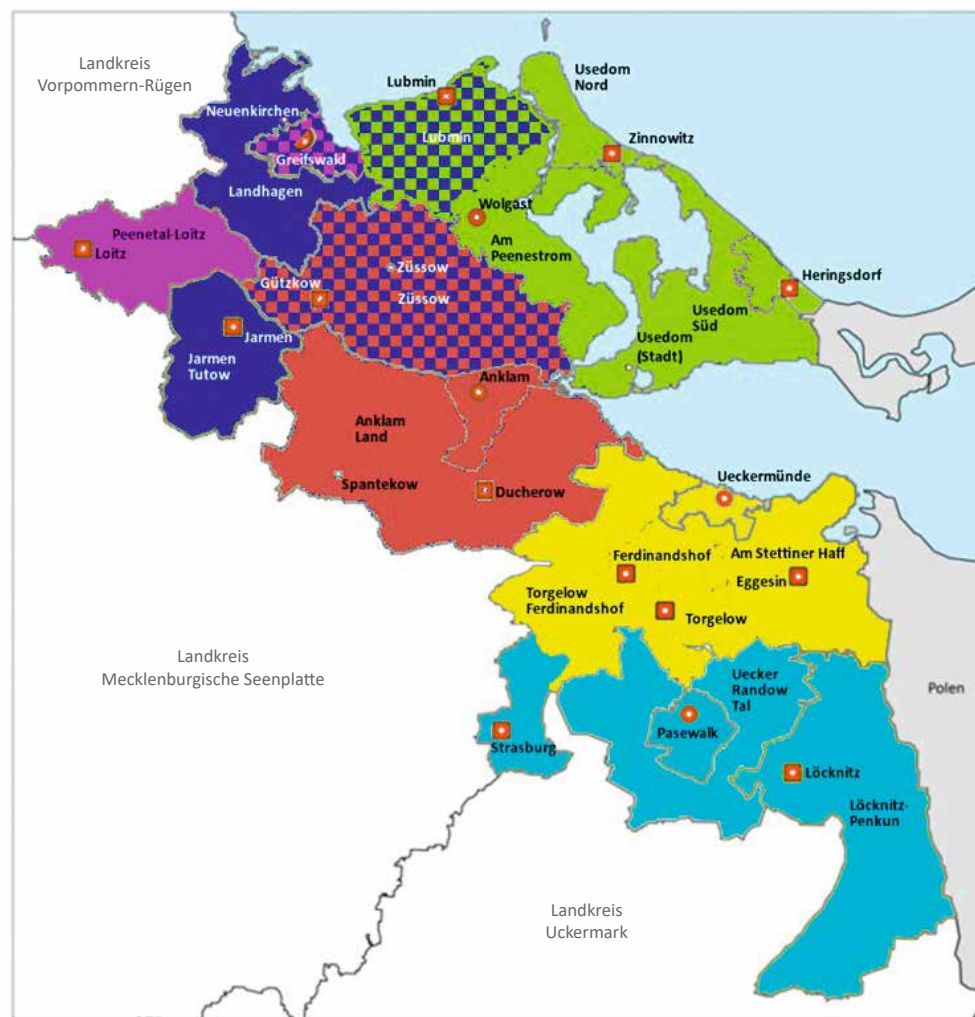 Landkreis
Vorpommern-Rügen
Usedom
Nord
Lubmin
Neuenkirchen
Zinnowitz
Lubmin
Greifswald
Landhagen
Wolgast
Peenetal-Loitz
Loitz
Am
Peenestrom
Züssow
Gützkow
Heringsdorf
Züssow
Usedom
Süd
Jarmen
Usedom
(Stadt)
Jarmen
Tutow
Anklam
Anklam
Land
Ueckermünde
Spantekow
Ducherow
Ferdinandshof
Am Stettiner Haff
Eggesin
Torgelow
Ferdinandshof
Torgelow
Landkreis
Mecklenburgische Seenplatte
Uecker
Randow
Tal
Polen
Pasewalk
Strasburg
Löcknitz
Löcknitz-
Penkun
Landkreis
Uckermark